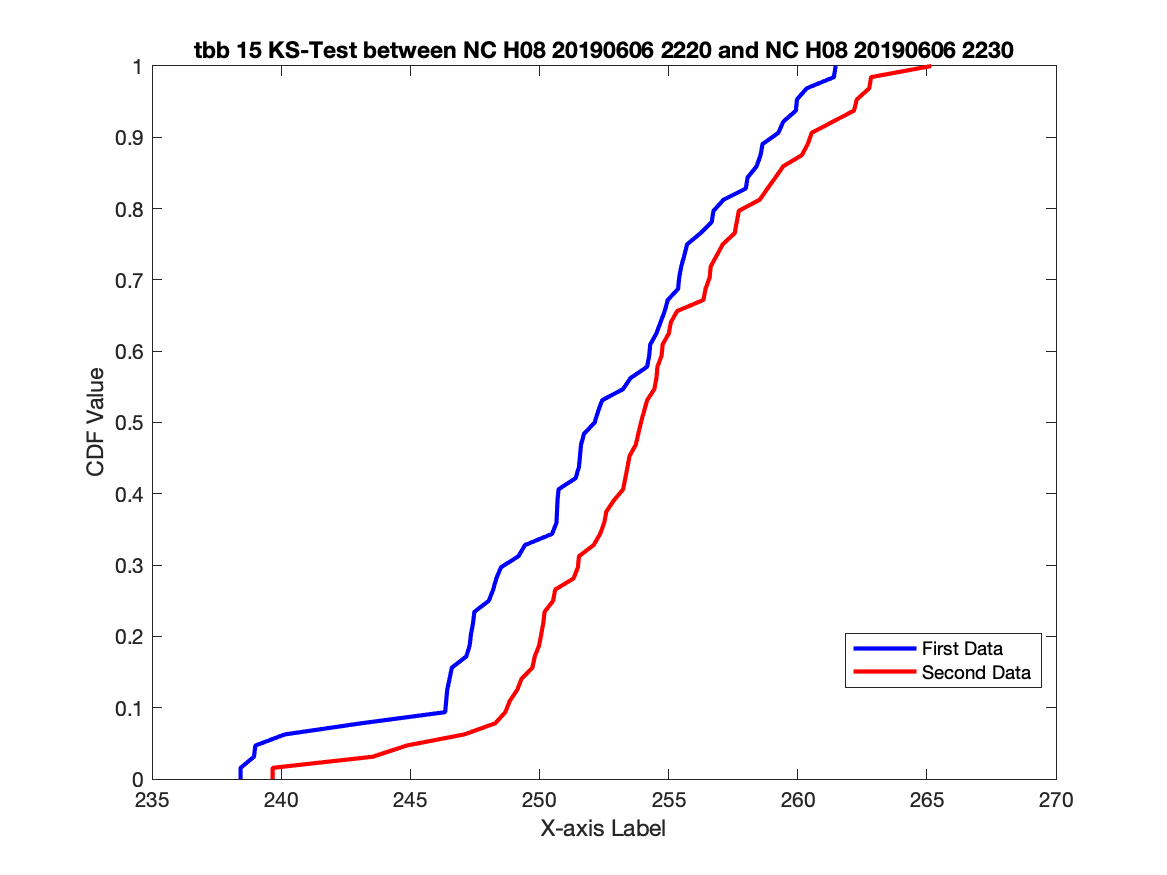 tbb 15 KS-Test between NC H08 20190606 2220 and NC H08 20190606 2230
1
0.9
0.8
0.7
0.6
0.5
0.4
0.3
0.2
0.1
0
CDF Value
First Data
Second Data
235 240 245 250 255 260 265 270
X-axis Label